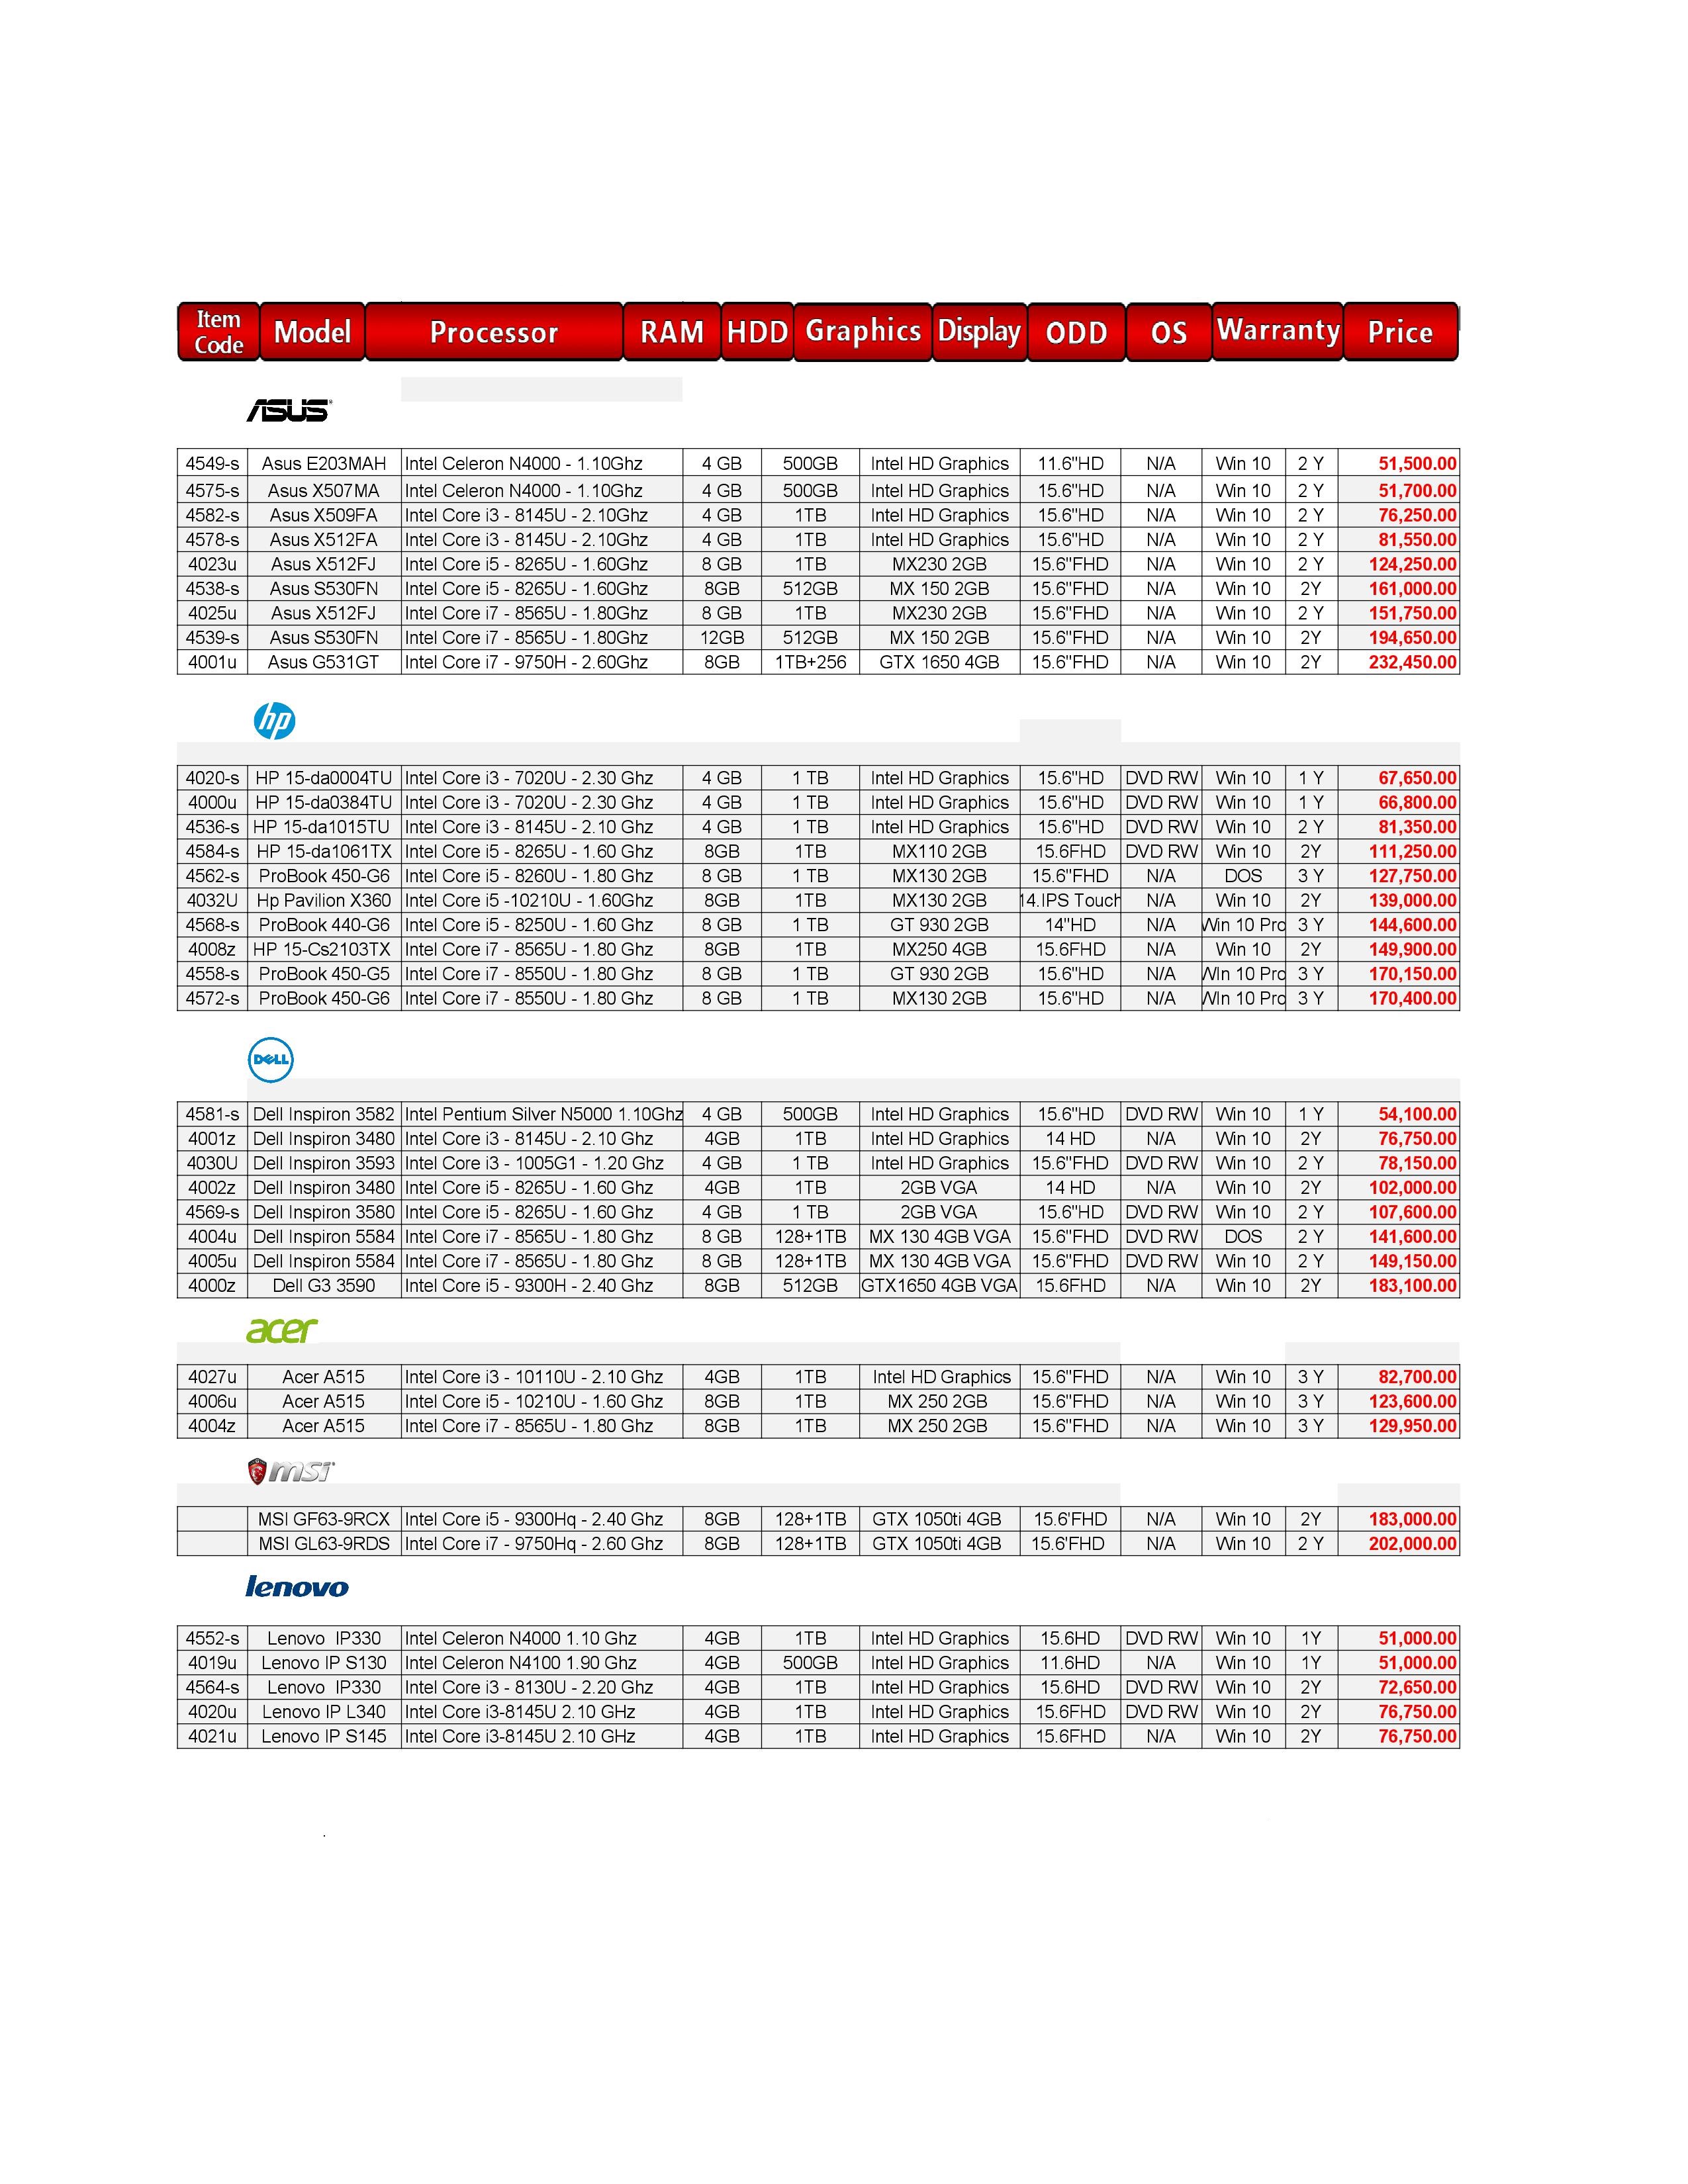 Item Code Model Processor RAM HDD Graphics Display ODD OS Warranty Price
ASUS
4549-s Asus E203MAH Intel Celeron N4000 - 1.10Ghz 4 GB 500GB Intel HD Graphics 11.6"HD N/A Win 10 2 Y 51,500.00
4575-s Asus X507MA Intel Celeron N4000 - 1.10Ghz 4 GB 500GB Intel HD Graphics 15.6"HD N/A Win 10 2 Y 51,700.00
4582-s Asus X509FA Intel Core i3 - 8145U - 2.10Ghz 4 GB 1TB Intel HD Graphics 15.6"HD N/A Win 10 2 Y 76,250.00
4578-s Asus X512FA Intel Core i3 - 8145U - 2.10Ghz 4 GB 1TB Intel HD Graphics 15.6"HD N/A Win 10 2 Y 81,550.00
4023u Asus X512FJ Intel Core i5 - 8265U - 1.60Ghz 8 GB 1TB MX230 2GB 15.6"FHD N/A Win 10 2 Y 124,250.00
4538-s Asus S530FN Intel Core i5 - 8265U - 1.60Ghz 8GB 512GB MX 150 2GB 15.6"FHD N/A Win 10 2Y 161,000.00
4025u Asus X512FJ Intel Core i7 - 8565U - 1.80Ghz 8 GB 1TB MX230 2GB 15.6"FHD N/A Win 10 2 Y 151,750.00
4539-s Asus S530FN Intel Core i7 - 8565U - 1.80Ghz 12GB 512GB MX 150 2GB 15.6"FHD N/A Win 10 2Y 194,650.00
4001u Asus G531GT Intel Core i7 - 9750H - 2.60Ghz 8GB 1TB+256 GTX 1650 4GB 15.6"FHD N/A Win 10 2Y 232,450.00
hp
4020-s HP 15-da0004TU Intel Core i3 - 7020U - 2.30 Ghz 4 GB 1 TB Intel HD Graphics 15.6"HD DVD RW Win 10 1 Y 67,650.00
4000u HP 15-da0384TU Intel Core i3 - 7020U - 2.30 Ghz 4 GB 1 TB Intel HD Graphics 15.6"HD DVD RW Win 10 1 Y 66,800.00
4536-s HP 15-da1015TU Intel Core i3 - 8145U - 2.10 Ghz 4 GB 1 TB Intel HD Graphics 15.6"HD DVD RW Win 10 2 Y 81,350.00
4584-s HP 15-da1061TX Intel Core i5 - 8265U - 1.60 Ghz 8GB 1TB MX110 2GB 15.6FHD DVD RW Win 10 2Y 111,250.00
4562-s ProBook 450-G6 Intel Core i5 - 8260U - 1.80 Ghz 8 GB 1 TB MX130 2GB 15.6"FHD N/A DOS 3 Y 127,750.00
4032U Hp Pavilion X360 Intel Core i5 -10210U - 1.60Ghz 8GB 1TB MX130 2GB 14.IPS Touch N/A Win 10 2Y 139,000.00
4568-s ProBook 440-G6 Intel Core i5 - 8250U - 1.60 Ghz 8 GB 1 TB GT 930 2GB 14"HD N/A Win 10 Pro 3 Y 144,600.00
4008z HP 15-Cs2103TX Intel Core i7 - 8565U - 1.80 Ghz 8GB 1TB MX250 4GB 15.6FHD N/A Win 10 2Y 149,900.00
4558-s ProBook 450-G5 Intel Core i7 - 8550U - 1.80 Ghz 8 GB 1 TB GT 930 2GB 15.6"HD N/A WIn 10 Pro 3 Y 170,150.00
4572-s ProBook 450-G6 Intel Core i7 - 8550U - 1.80 Ghz 8 GB 1 TB MX130 2GB 15.6"HD N/A WIn 10 Pro 3 Y 170,400.00
DELL
4581-s Dell Inspiron 3582 Intel Pentium Silver N5000 1.10Ghz 4 GB 500GB Intel HD Graphics 15.6"HD DVD RW Win 10 1 Y 54,100.00
4001z Dell Inspiron 3480 Intel Core i3 - 8145U - 2.10 Ghz 4GB 1TB Intel HD Graphics 14 HD N/A Win 10 2Y 76,750.00
4030U Dell Inspiron 3593 Intel Core i3 - 1005G1 - 1.20 Ghz 4 GB 1 TB Intel HD Graphics 15.6"FHD DVD RW Win 10 2 Y 78,150.00
4002z Dell Inspiron 3480 Intel Core i5 - 8265U - 1.60 Ghz 4GB 1TB 2GB VGA 14 HD N/A Win 10 2Y 102,000.00
4569-s Dell Inspiron 3580 Intel Core i5 - 8265U - 1.60 Ghz 4 GB 1 TB 2GB VGA 15.6"HD DVD RW Win 10 2 Y 107,600.00
4004u Dell Inspiron 5584 Intel Core i7 - 8565U - 1.80 Ghz 8 GB 128+1TB MX 130 4GB VGA 15.6"FHD DVD RW DOS 2 Y 141,600.00
4005u Dell Inspiron 5584 Intel Core i7 - 8565U - 1.80 Ghz 8 GB 128+1TB MX 130 4GB VGA 15.6"FHD DVD RW Win 10 2 Y 149,150.00
4000z Dell G3 3590 Intel Core i5 - 9300H - 2.40 Ghz 8GB 512GB GTX1650 4GB VGA 15.6FHD N/A Win 10 2Y 183,100.00
acer
4027u Acer A515 Intel Core i3 - 10110U - 2.10 Ghz 4GB 1TB Intel HD Graphics 15.6"FHD N/A Win 10 3 Y 82,700.00
4006u Acer A515 Intel Core i5 - 10210U - 1.60 Ghz 8GB 1TB MX 250 2GB 15.6"FHD N/A Win 10 3 Y 123,600.00
4004z Acer A515 Intel Core i7 - 8565U - 1.80 Ghz 8GB 1TB MX 250 2GB 15.6"FHD N/A Win 10 3 Y 129,950.00
msi
MSI GF63-9RCX Intel Core i5 - 9300Hq - 2.40 Ghz 8GB 128+1TB GTX 1050ti 4GB 15.6'FHD N/A Win 10 2Y 183,000.00
MSI GL63-9RDS Intel Core i7 - 9750Hq - 2.60 Ghz 8GB 128+1TB GTX 1050ti 4GB 15.6'FHD N/A Win 10 2 Y 202,000.00
lenovo
4552-s Lenovo IP330 Intel Celeron N4000 1.10 Ghz 4GB 1TB Intel HD Graphics 15.6HD DVD RW Win 10 1Y 51,000.00
4019u Lenovo IP S130 Intel Celeron N4100 1.90 Ghz 4GB 500GB Intel HD Graphics 11.6HD N/A Win 10 1Y 51,000.00
4564-s Lenovo IP330 Intel Core i3 - 8130U - 2.20 Ghz 4GB 1TB Intel HD Graphics 15.6HD DVD RW Win 10 2Y 72,650.00
4020u Lenovo IP L340 Intel Core i3-8145U 2.10 GHz 4GB 1TB Intel HD Graphics 15.6FHD DVD RW Win 10 2Y 76,750.00
4021u Lenovo IP S145 Intel Core i3-8145U 2.10 GHz 4GB 1TB Intel HD Graphics 15.6FHD N/A Win 10 2Y 76,750.00